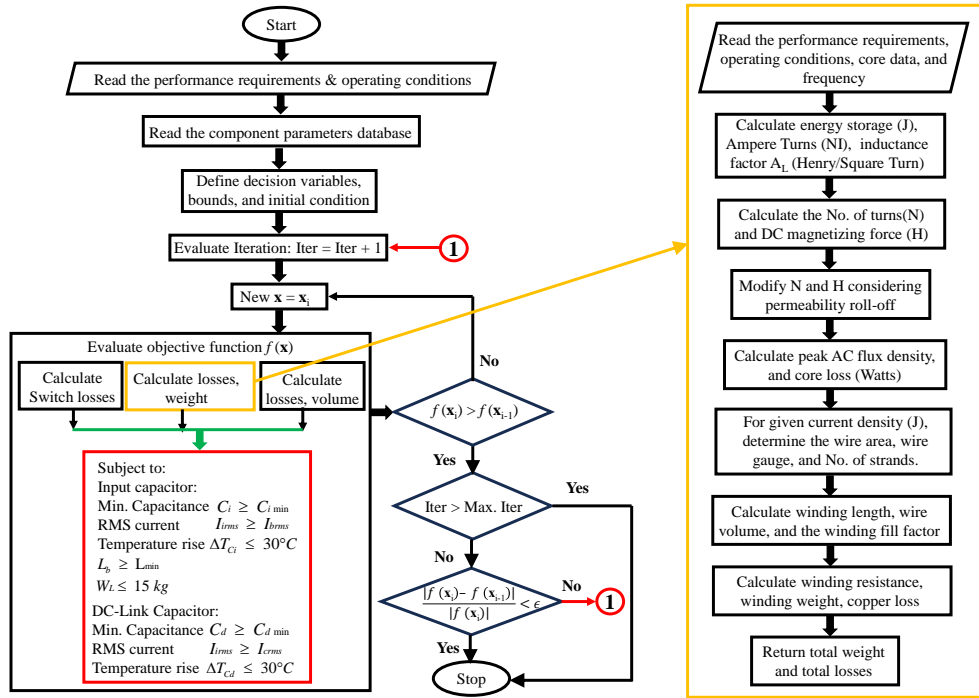 Start
Read the performance requirements & operating conditions
Read the component parameters database
Define decision variables,
bounds, and initial condition
Evaluate Iteration: Iter = Iter + 1
1
New x = xᵢ
Evaluate objective function f (x)
Calculate
Switch losses
Calculate losses,
weight
Calculate
losses, volume
Subject to:
Input capacitor:
Min. Capacitance Cᵢ ≥ Cᵢ min
RMS current Iirms ≥ Ibrms
Temperature rise ΔT_Ci ≤ 30°C
L_b ≥ Lmin
W_L ≤ 15 kg
DC-Link Capacitor:
Min. Capacitance C_d ≥ C_d min
RMS current Iirms ≥ Icrms
Temperature rise ΔT_Cd ≤ 30°C
No
f (xᵢ) > f (xᵢ₋₁)
Yes
Iter > Max. Iter
Yes
No
|f (xᵢ) – f (xᵢ₋₁)|
|f (xᵢ)|
< ϵ
No
1
Yes
Stop
Read the performance requirements,
operating conditions, core data, and
frequency
Calculate energy storage (J),
Ampere Turns (NI), inductance
factor A_L (Henry/Square Turn)
Calculate the No. of turns(N)
and DC magnetizing force (H)
Modify N and H considering
permeability roll-off
Calculate peak AC flux density,
and core loss (Watts)
For given current density (J),
determine the wire area, wire
gauge, and No. of strands.
Calculate winding length, wire
volume, and the winding fill factor
Calculate winding resistance,
winding weight, copper loss
Return total weight
and total losses